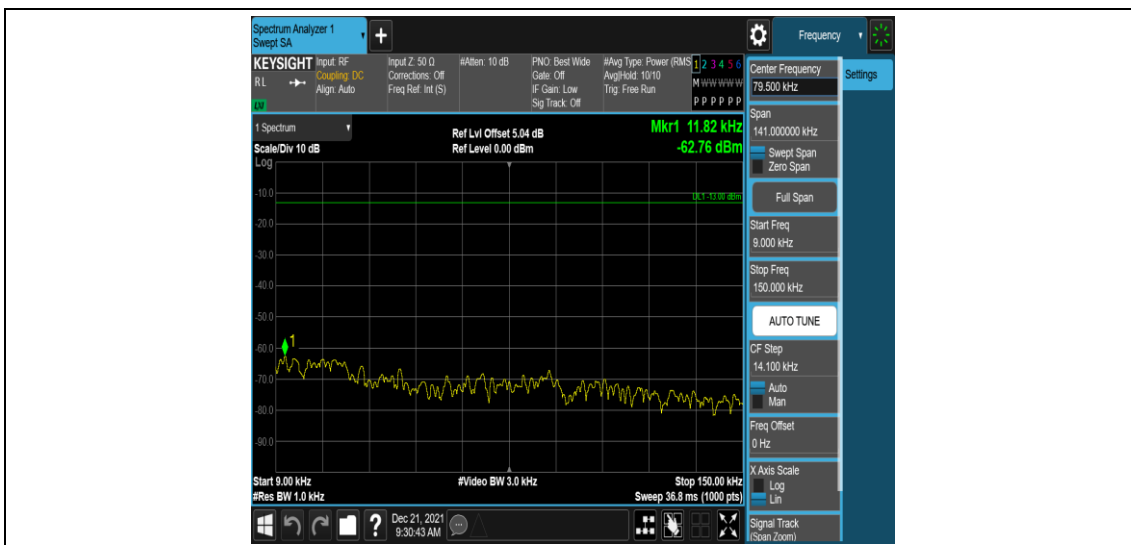 Spectrum Analyzer 1
Swept SA
+
Frequency
KEYSIGHT
RL
Input: RF
Coupling: DC
Align: Auto
Input Z: 50 Ω
Corrections: Off
Freq Ref: Int (S)
#Atten: 10 dB
PNO: Best Wide
Gate: Off
IF Gain: Low
Sig Track: Off
#Avg Type: Power (RMS
Avg|Hold: 10/10
Trig: Free Run
1 2 3 4 5 6
M W W W W W
P P P P P P
1 Spectrum
Scale/Div 10 dB
Log
Ref Lvl Offset 5.04 dB
Ref Level 0.00 dBm
Mkr1 11.82 kHz
-62.76 dBm
DL1 -13.00 dBm
-10.0
-20.0
-30.0
-40.0
-50.0
-60.0
-70.0
-80.0
-90.0
1
Start 9.00 kHz
#Res BW 1.0 kHz
#Video BW 3.0 kHz
Stop 150.00 kHz
Sweep 36.8 ms (1000 pts)
Center Frequency
79.500 kHz
Settings
Span
141.000000 kHz
Swept Span
Zero Span
Full Span
Start Freq
9.000 kHz
Stop Freq
150.000 kHz
AUTO TUNE
CF Step
14.100 kHz
Auto
Man
Freq Offset
0 Hz
X Axis Scale
Log
Lin
Signal Track
(Span Zoom)
?
Dec 21, 2021
9:30:43 AM